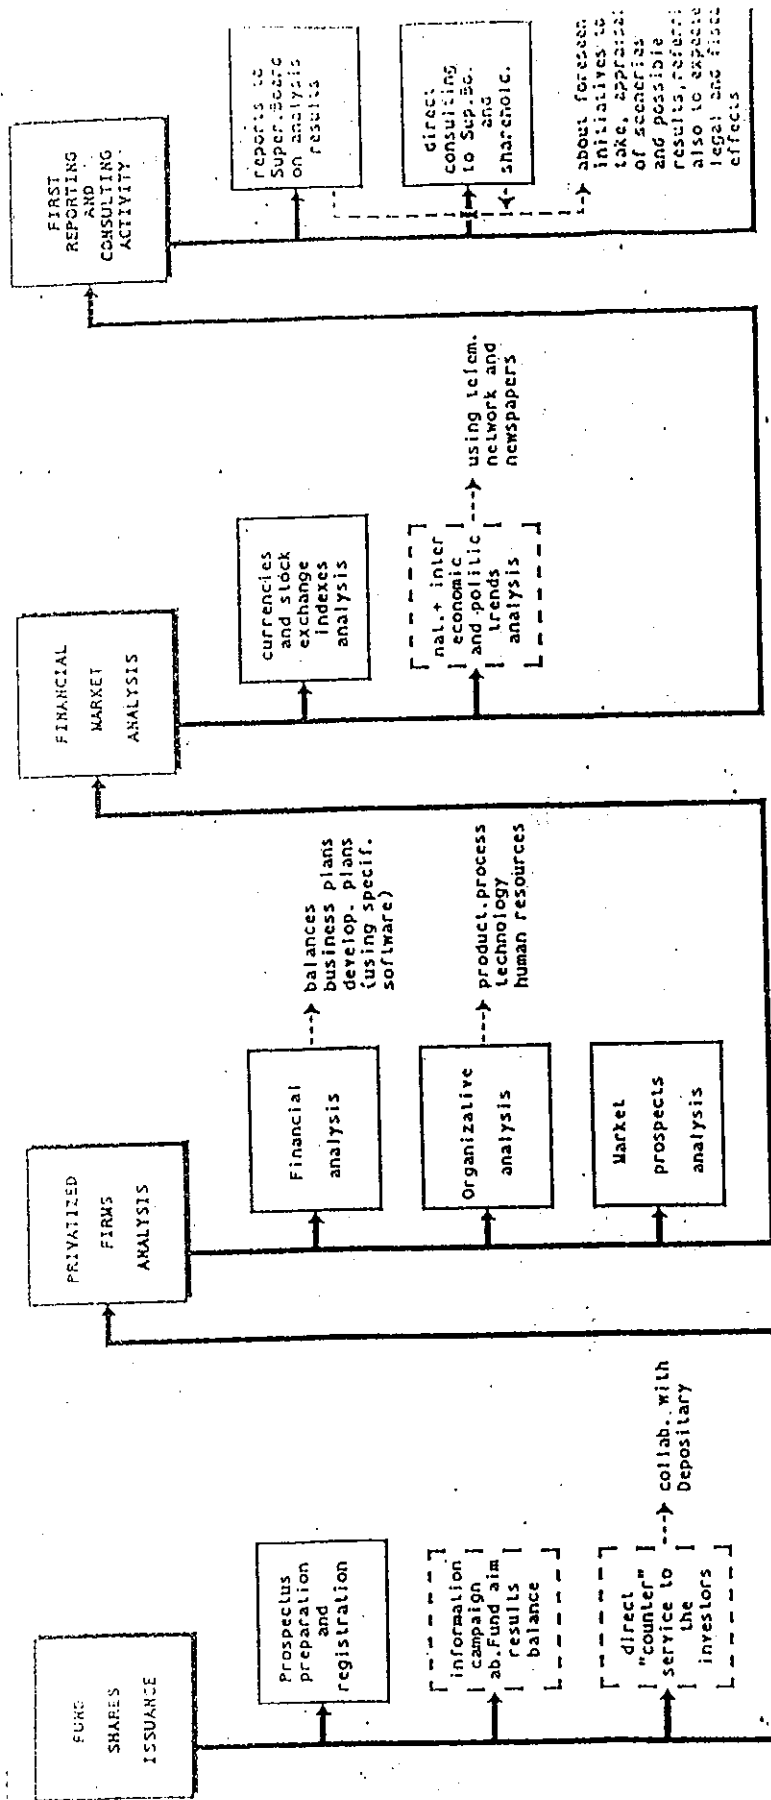 FUND
SHARES
ISSUANCE
Prospectus
preparation
and
registration
information
campaign
ab.Fund aim
results
balance
direct
"counter"
service to
the
investors
collab. with
Depositary
PRIVATIZED
FIRMS
ANALYSIS
Financial
analysis
balances
business plans
develop. plans
(using specif.
software)
Organizative
analysis
product.process
technology
human resources
Market
prospects
analysis
FINANCIAL
MARKET
ANALYSIS
currencies
and stock
exchange
indexes
analysis
nat.+ inter
economic
and politic
trends
analysis
using telem.
network and
newspapers
FIRST
REPORTING
AND
CONSULTING
ACTIVITY
reports to
Super.Board
on analysis
results
direct
consulting
to Sup.Bo.
and
sharehold.
about foreseen
initiatives to
take, appraisal
of sceneries
and possible
results,referr
also to expecte
legal and fisca
effects